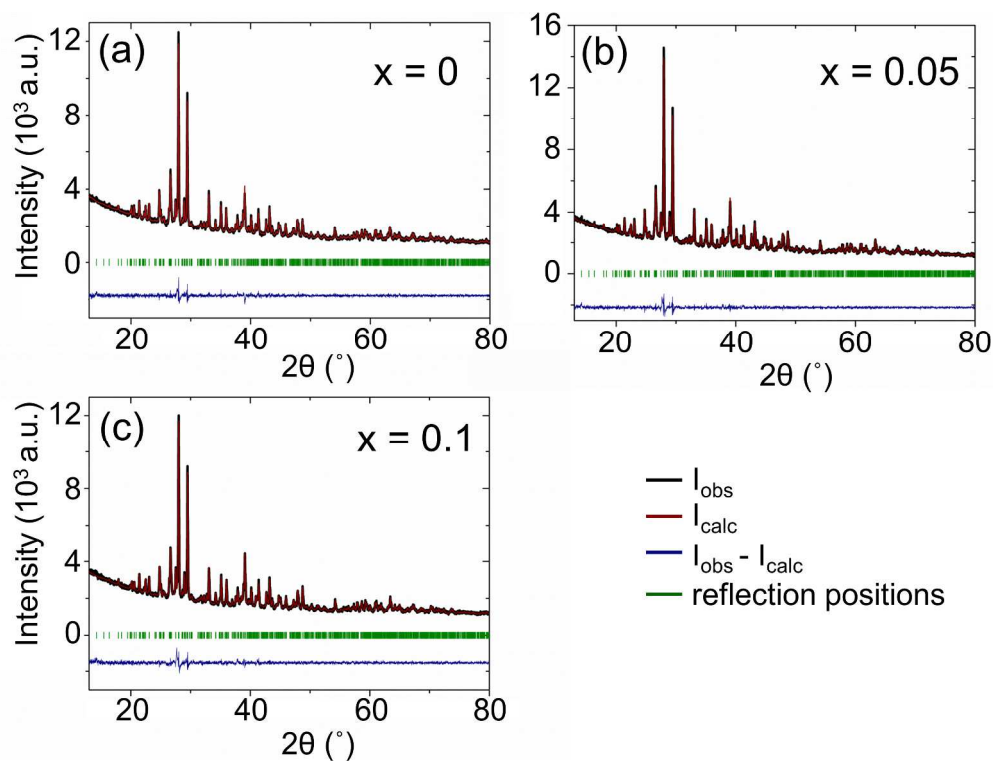 (a)
x = 0
Intensity (10³ a.u.)
12
8
4
0
20 40 60 80
2θ (°)
(b)
x = 0.05
16
12
8
4
0
20 40 60 80
2θ (°)
(c)
x = 0.1
Intensity (10³ a.u.)
12
8
4
0
20 40 60 80
2θ (°)
I_obs
I_calc
I_obs - I_calc
reflection positions